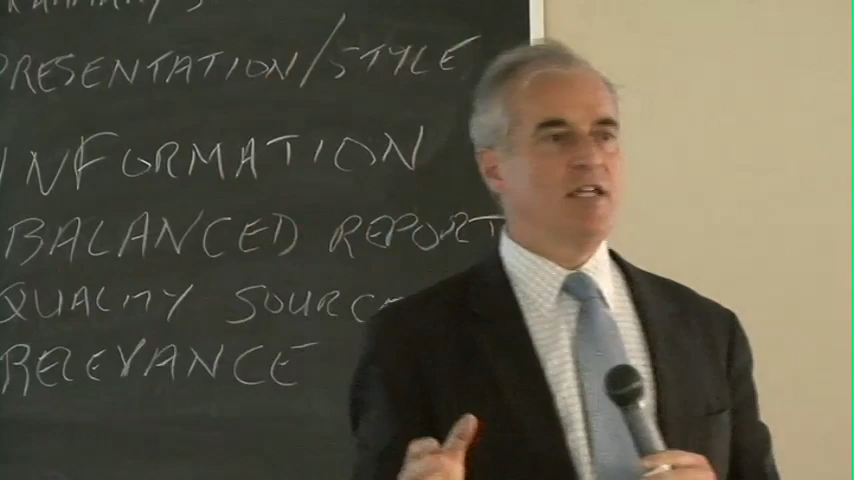 PRESENTATION/STYLE
INFORMATION
BALANCED REPORT
QUALITY SOURCE
RELEVANCE